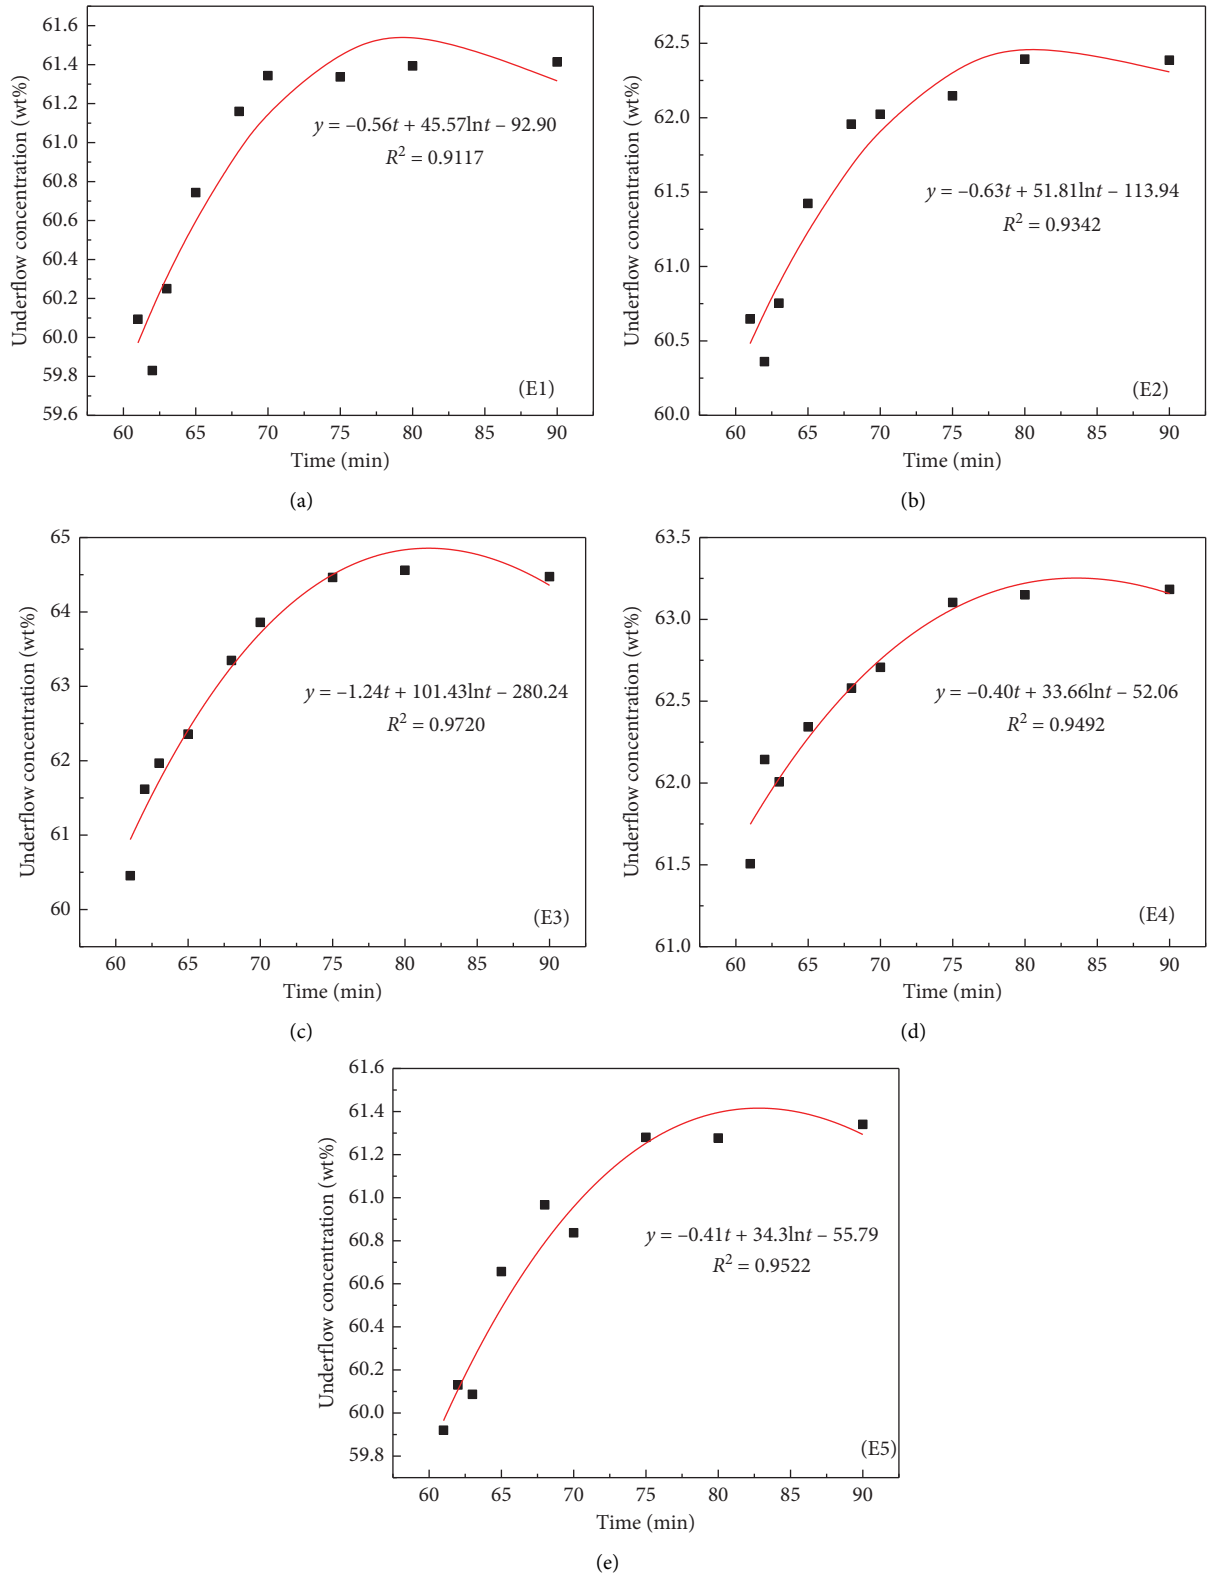 61.6
61.4
61.2
61.0
60.8
60.6
60.4
60.2
60.0
59.8
59.6
Underflow concentration (wt%)
y = –0.56t + 45.57lnt – 92.90
R² = 0.9117
(E1)
60 65 70 75 80 85 90
Time (min)
(a)
62.5
62.0
61.5
61.0
60.5
60.0
Underflow concentration (wt%)
y = –0.63t + 51.81lnt – 113.94
R² = 0.9342
(E2)
60 65 70 75 80 85 90
Time (min)
(b)
65
64
63
62
61
60
Underflow concentration (wt%)
y = –1.24t + 101.43lnt – 280.24
R² = 0.9720
(E3)
60 65 70 75 80 85 90
Time (min)
(c)
63.5
63.0
62.5
62.0
61.5
61.0
Underflow concentration (wt%)
y = –0.40t + 33.66lnt – 52.06
R² = 0.9492
(E4)
60 65 70 75 80 85 90
Time (min)
(d)
61.6
61.4
61.2
61.0
60.8
60.6
60.4
60.2
60.0
59.8
Underflow concentration (wt%)
y = –0.41t + 34.3lnt – 55.79
R² = 0.9522
(E5)
60 65 70 75 80 85 90
Time (min)
(e)